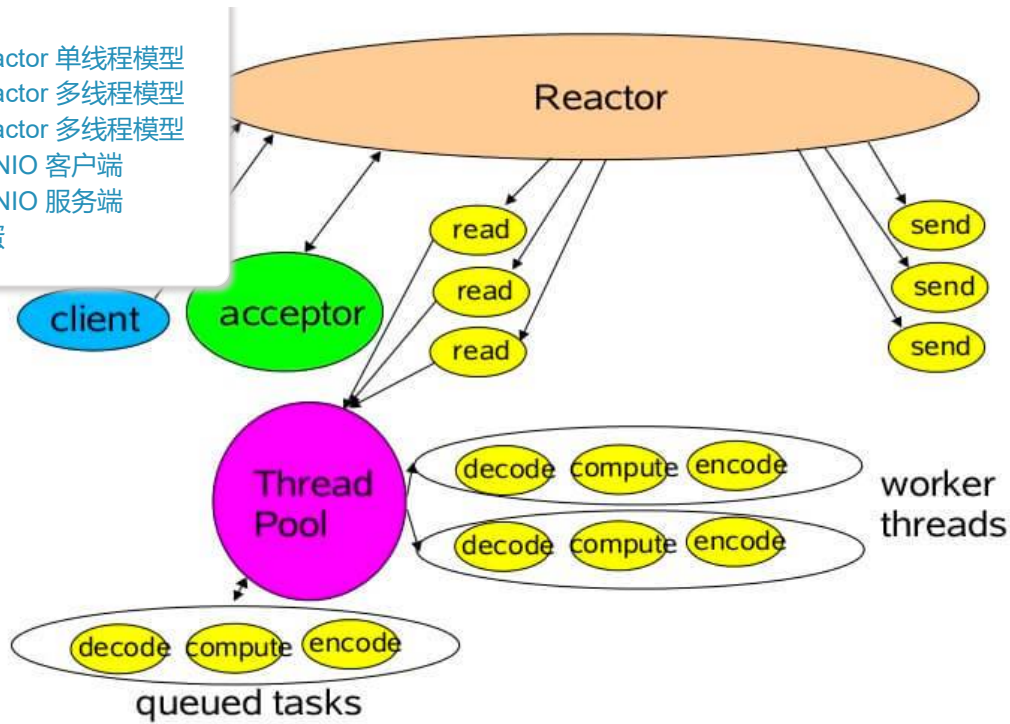 actor 单线程模型
actor 多线程模型
actor 多线程模型
NIO 客户端
NIO 服务端
Reactor
read
read
read
send
send
send
client
acceptor
Thread
Pool
decode compute encode
decode compute encode
worker
threads
decode compute encode
queued tasks